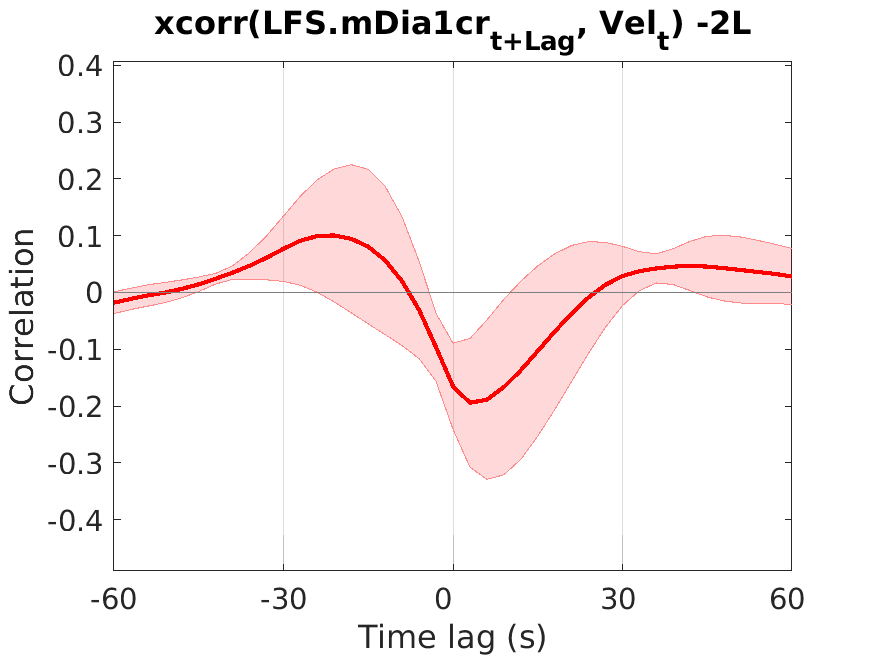 xcorr(LFS.mDia1cr_{t+Lag}, Vel_t) -2L
0.4
0.3
0.2
0.1
0
-0.1
-0.2
-0.3
-0.4
Correlation
-60 -30 0 30 60
Time lag (s)